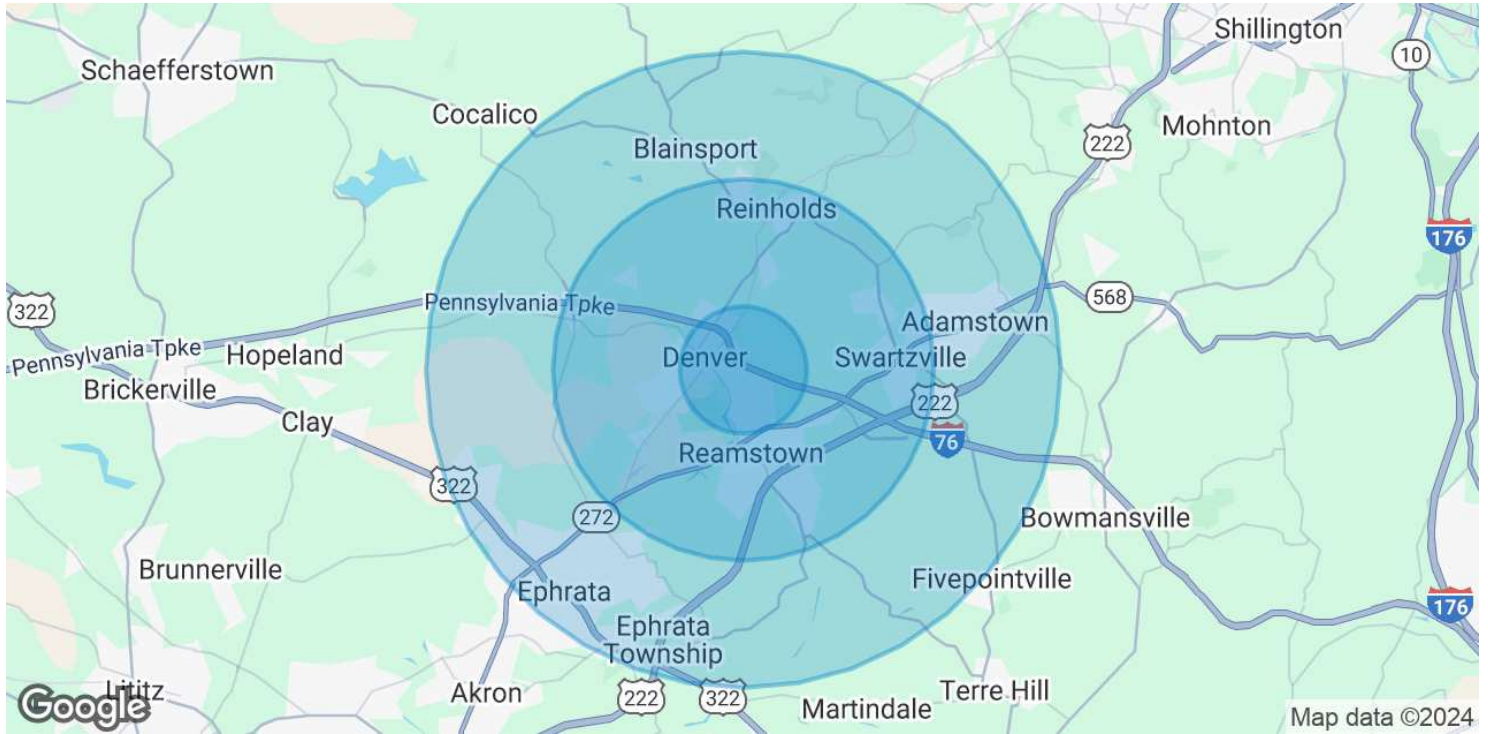 Shillington
10
Schaefferstown
Cocalico
Mohnton
222
Blainsport
Reinholds
176
322
Pennsylvania Tpke
568
Adamstown
Pennsylvania Tpke
Hopeland
Denver
Swartzville
Brickerville
222
Clay
76
Reamstown
322
272
Bowmansville
Brunnerville
Fivepointville
Ephrata
176
Ephrata
Township
Lititz
Akron
222
322
Terre Hill
Martindale
Google
Map data ©2024